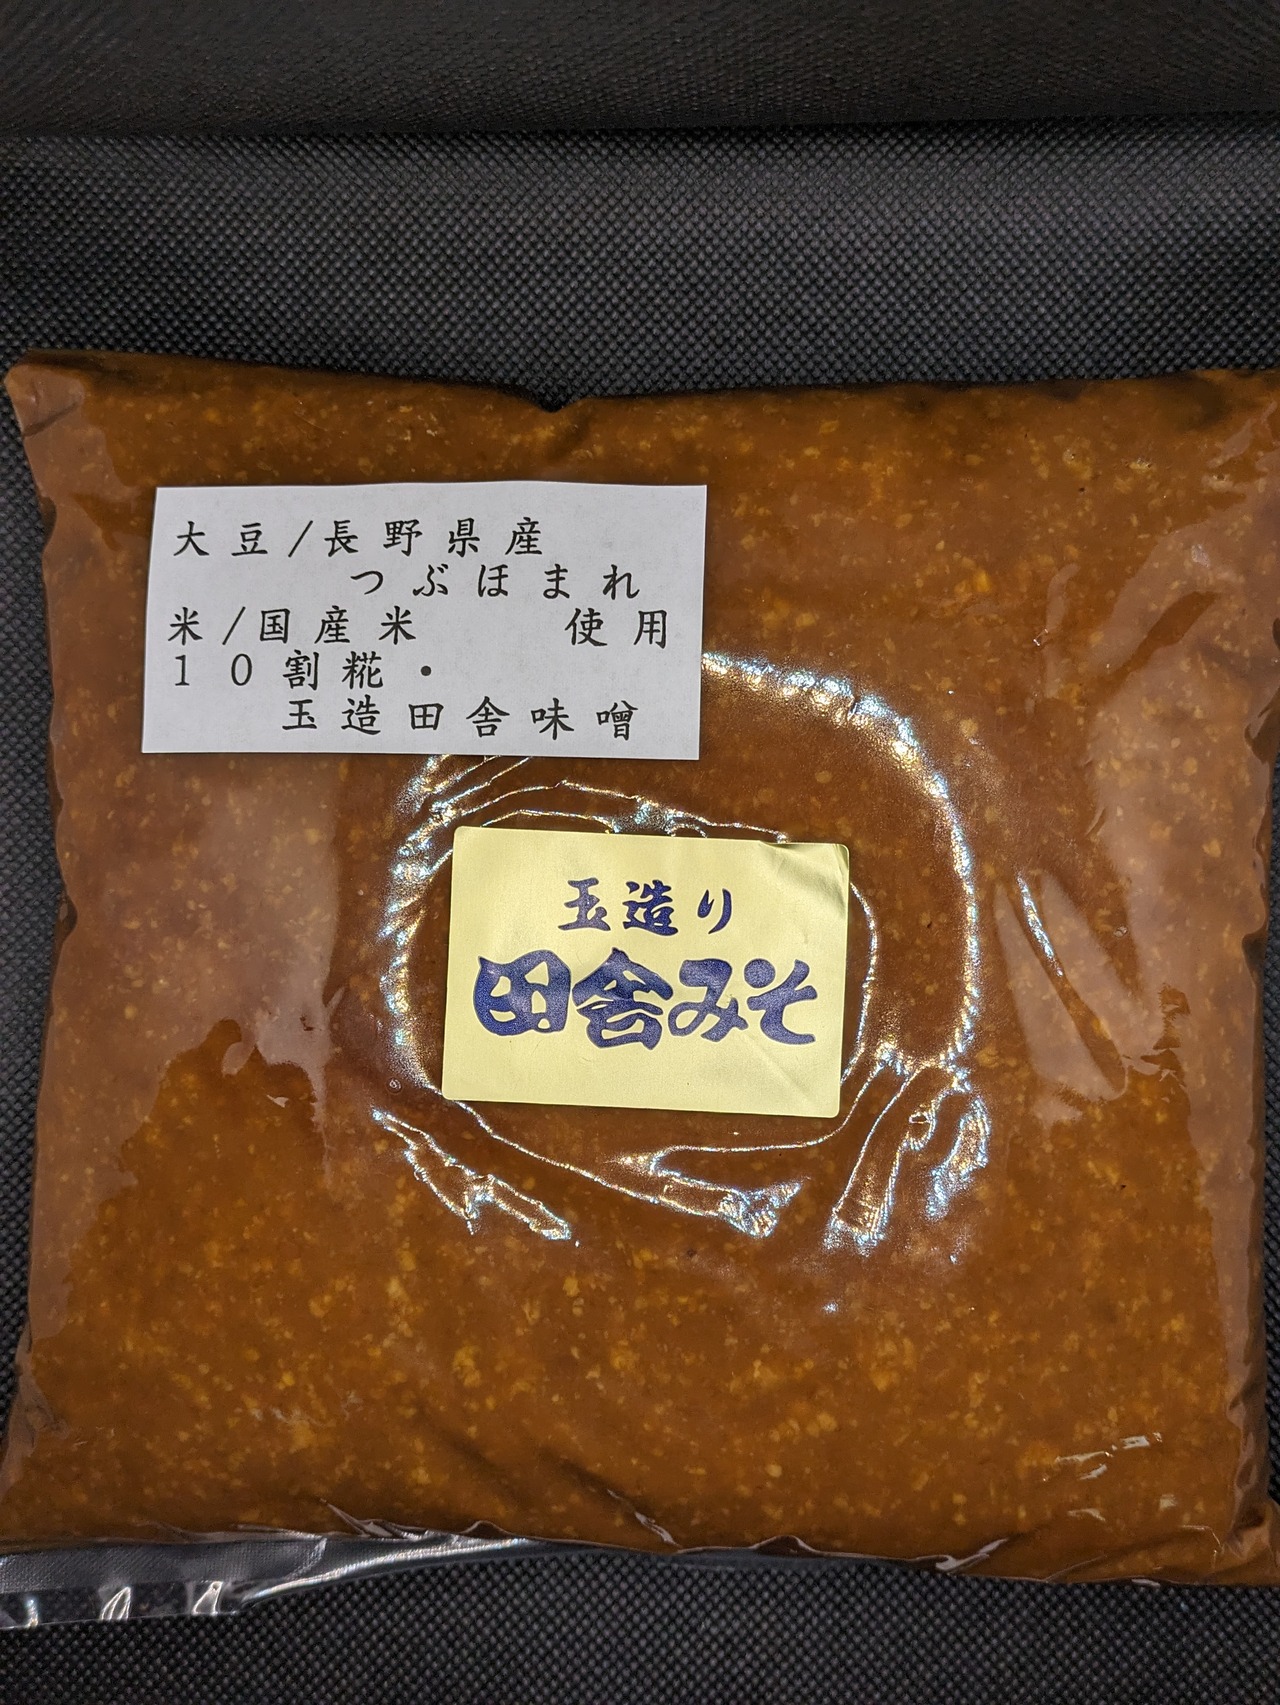 大豆/長野県産
つぶほまれ
米/国産米　使用
10割糀・
玉造田舎味噌
玉造り
田舎みそ